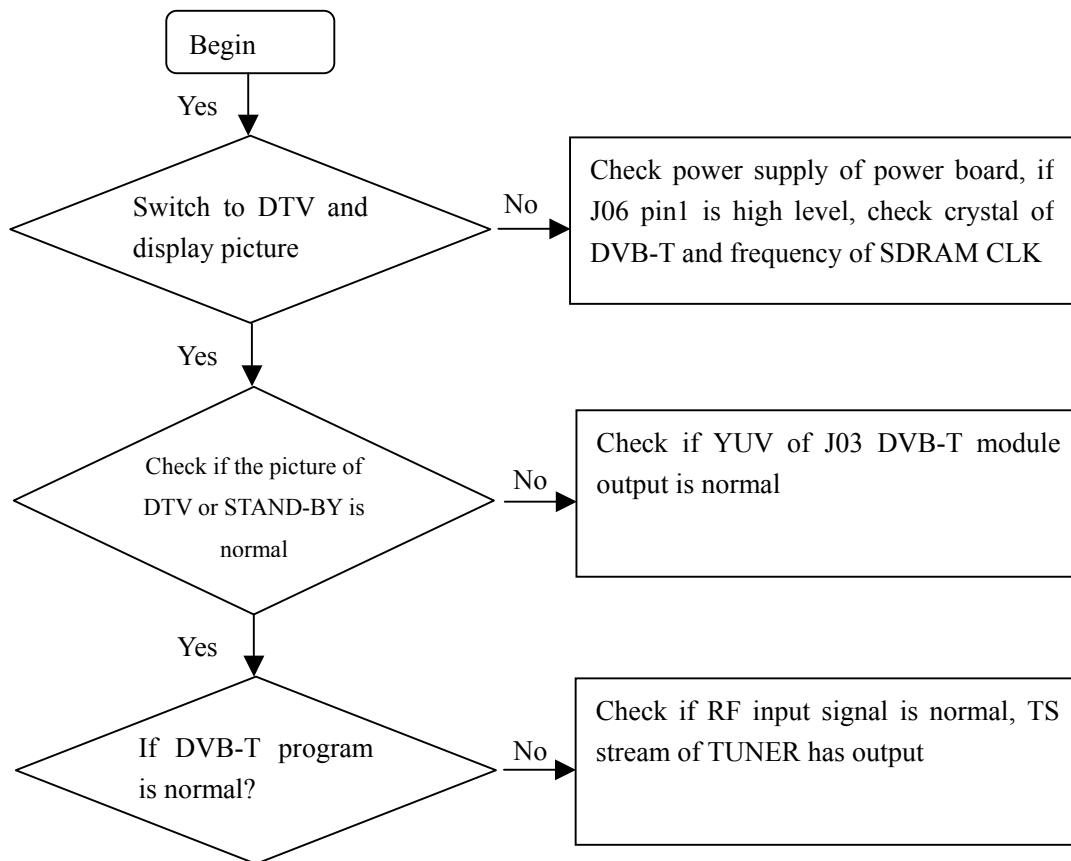 Begin
Yes
Switch to DTV and
display picture
No
Check power supply of power board, if
J06 pin1 is high level, check crystal of
DVB-T and frequency of SDRAM CLK
Yes
Check if the picture of
DTV or STAND-BY is
normal
No
Check if YUV of J03 DVB-T module
output is normal
Yes
If DVB-T program
is normal?
No
Check if RF input signal is normal, TS
stream of TUNER has output